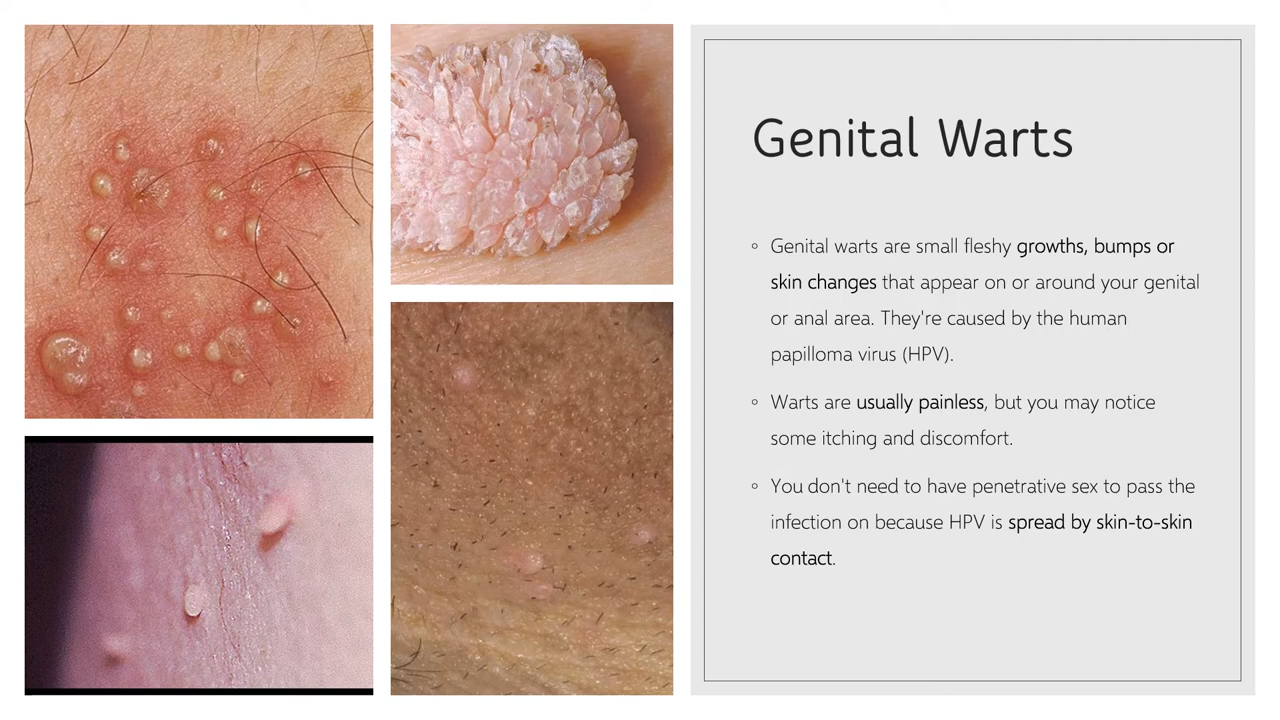 Genital Warts
◦ Genital warts are small fleshy growths, bumps or
skin changes that appear on or around your genital
or anal area. They're caused by the human
papilloma virus (HPV).
◦ Warts are usually painless, but you may notice
some itching and discomfort.
◦ You don't need to have penetrative sex to pass the
infection on because HPV is spread by skin-to-skin
contact.